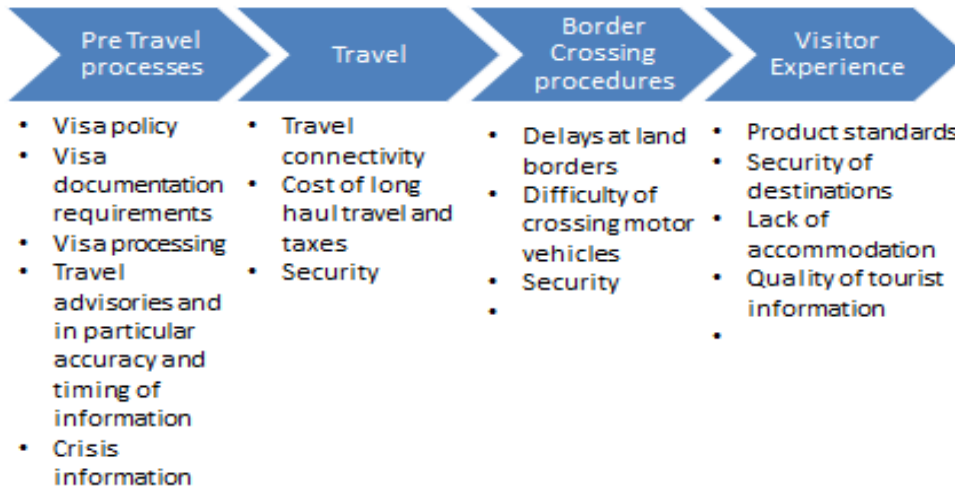 Pre Travel
processes
Travel
Border
Crossing
procedures
Visitor
Experience
• Visa policy
• Visa
documentation
requirements
• Visa processing
• Travel
advisories and
in particular
accuracy and
timing of
information
• Crisis
information
• Travel
connectivity
• Cost of long
haul travel and
taxes
• Security
• Delays at land
borders
• Difficulty of
crossing motor
vehicles
• Security
•
• Product standards
• Security of
destinations
• Lack of
accommodation
• Quality of tourist
information
•